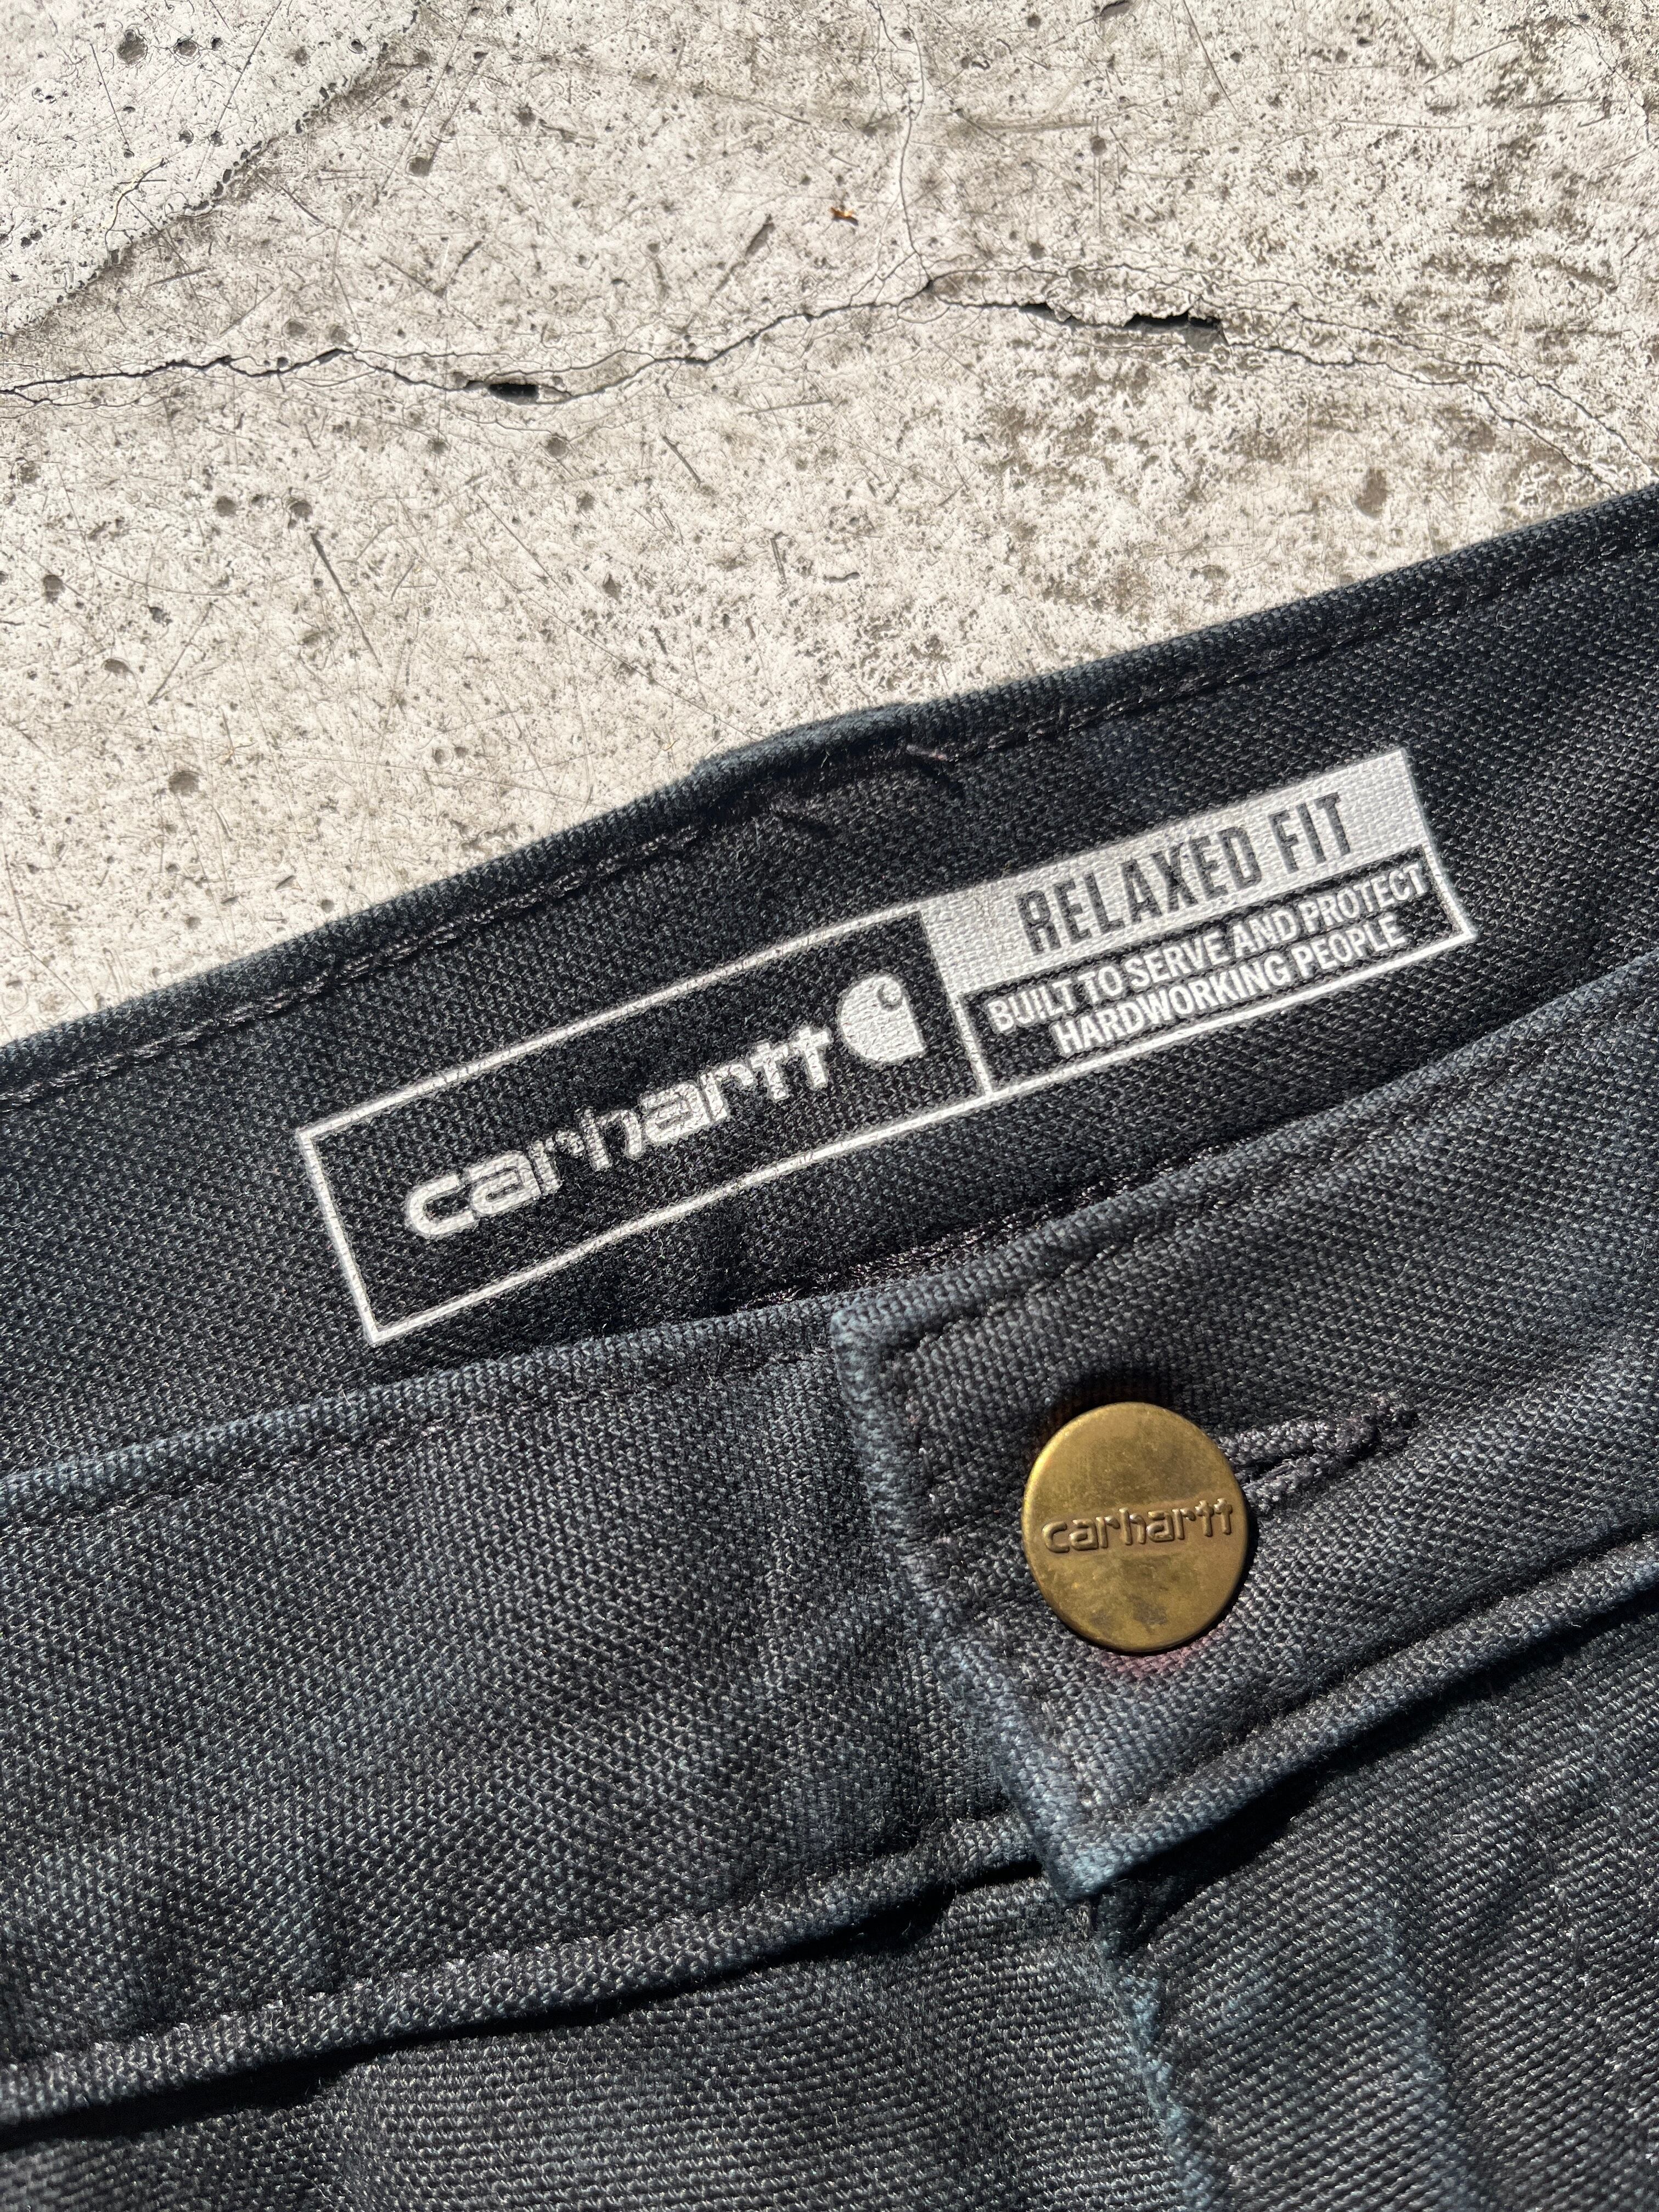 carhartt
RELAXED FIT
BUILT TO SERVE AND PROTECT
HARDWORKING PEOPLE
carhartt